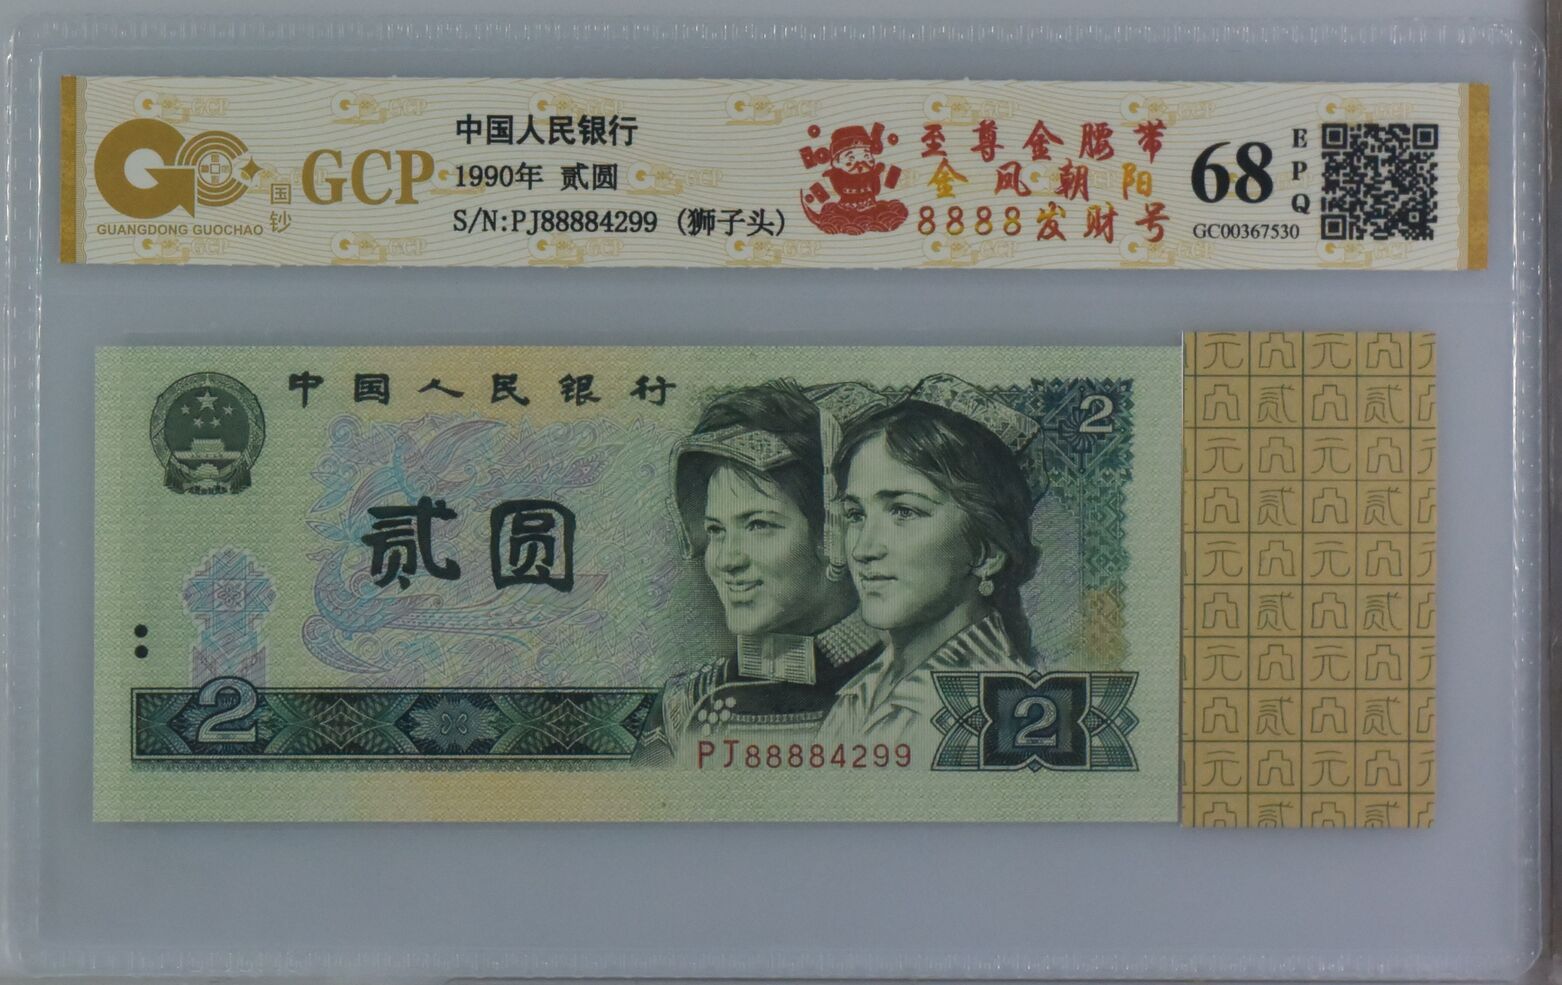 GCP
GUANGDONG GUOCHAO
国钞
中国人民银行
1990年 贰圆
S/N:PJ88884299 (狮子头)
至尊金腰带
金凤朝阳
8888发财号
68
EPQ
GC00367530
中国人民银行
2
贰圆
2
2
PJ88884299